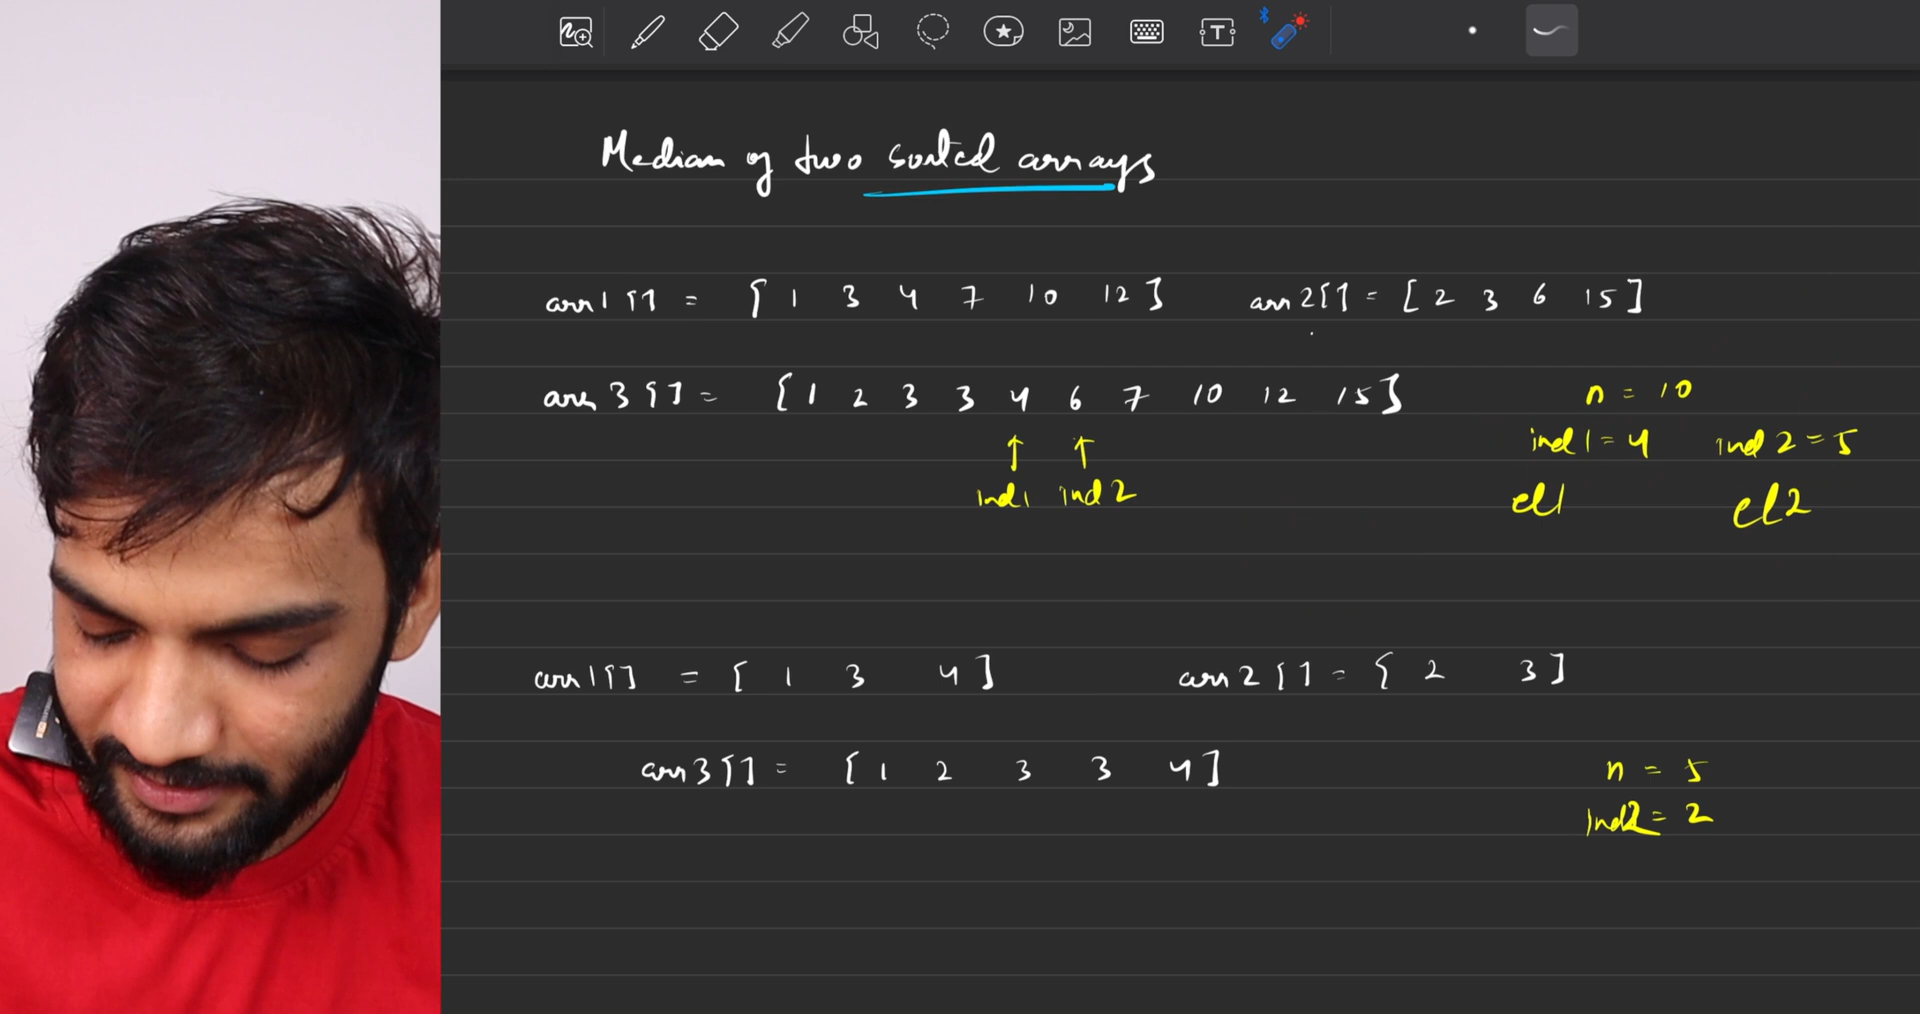 Median of two sorted arrays
arr1[] = [ 1 3 4 7 10 12 ] arr2[] = [ 2 3 6 15 ]
arr3[] = [ 1 2 3 3 4 6 7 10 12 15 ] n = 10
↑ ↑ ind1 = 4 ind2 = 5
ind1 ind2 el1 el2
arr1[] = [ 1 3 4 ] arr2[] = [ 2 3 ]
arr3[] = [ 1 2 3 3 4 ] n = 5
ind2 = 2